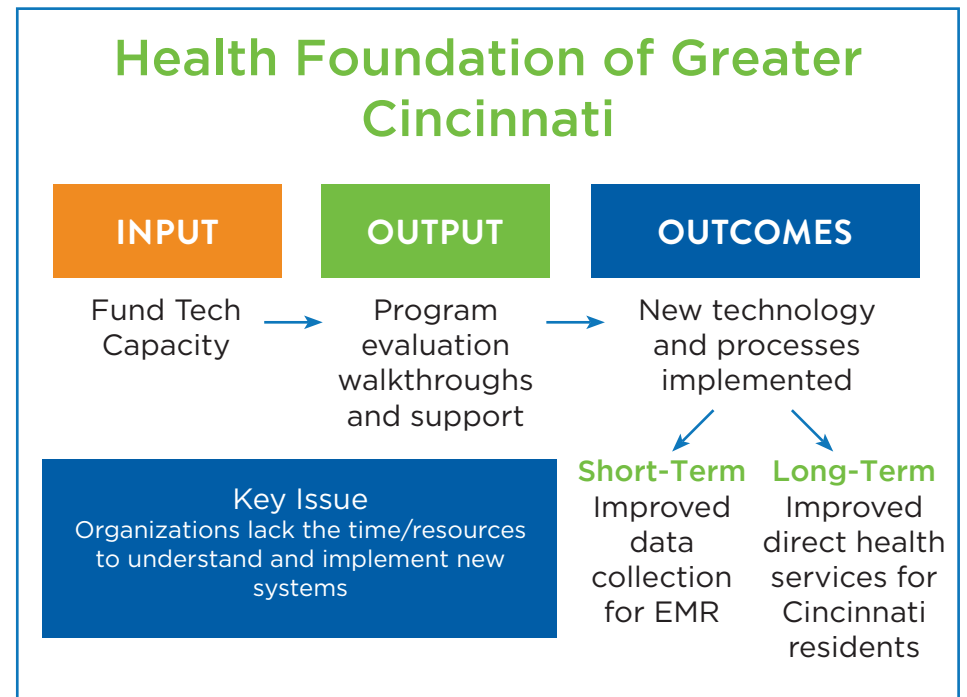 Health Foundation of Greater
Cincinnati
INPUT
Fund Tech
Capacity
OUTPUT
Program
evaluation
walkthroughs
and support
OUTCOMES
New technology
and processes
implemented
Key Issue
Organizations lack the time/resources
to understand and implement new
systems
Short-Term
Improved
data
collection
for EMR
Long-Term
Improved
direct health
services for
Cincinnati
residents